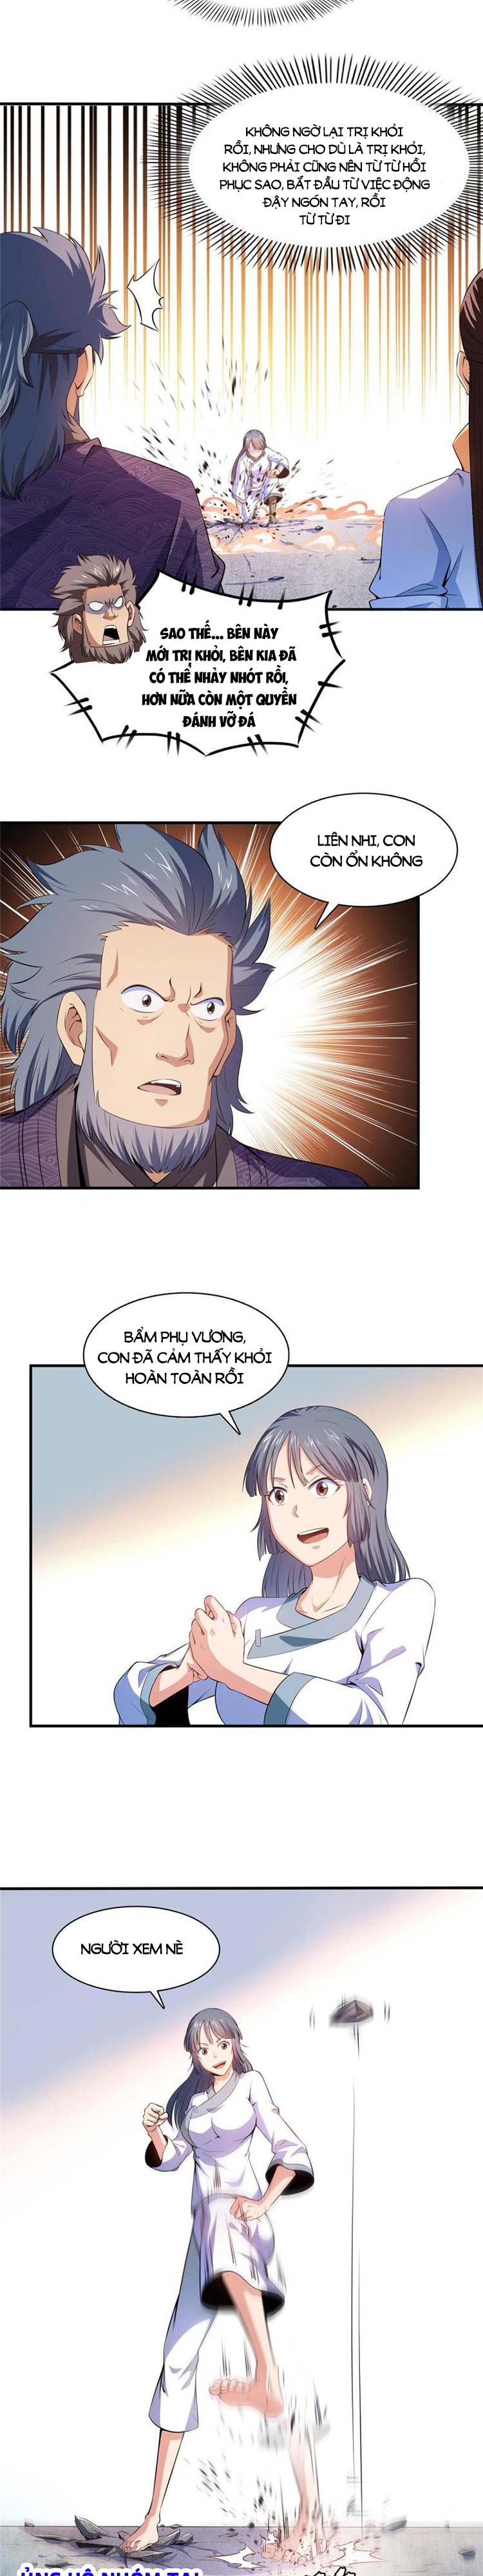 KHÔNG NGỜ LẠI TRỊ KHỎI
RỒI, NHƯNG CHO DÙ LÀ TRỊ KHỎI,
KHÔNG PHẢI CŨNG NÊN TỪ TỪ HỒI
PHỤC SAO, BẮT ĐẦU TỪ VIỆC ĐỘNG
ĐẬY NGÓN TAY, RỒI
TỪ TỪ ĐI
SAO THẾ... BÊN NÀY
MỚI TRỊ KHỎI, BÊN KIA ĐÃ
CÓ THỂ NHẢY NHÓT RỒI,
HƠN NỮA CÒN MỘT QUYỀN
ĐÁNH VỠ ĐÁ
LIÊN NHI, CON
CÒN ỔN KHÔNG
BẨM PHỤ VƯƠNG,
CON ĐÃ CẢM THẤY KHỎI
HOÀN TOÀN RỒI
NGƯỜI XEM NÈ
ỦNG HỘ NHÓM TẠI